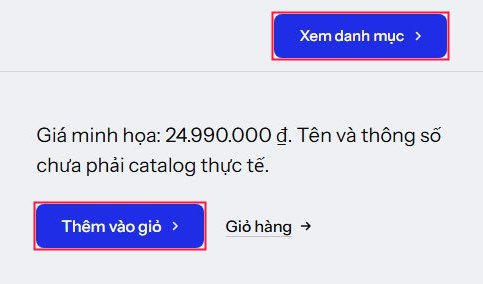 Xem danh mục
Giá minh họa: 24.990.000 ₫. Tên và thông số
chưa phải catalog thực tế.
Thêm vào giỏ
Giỏ hàng →